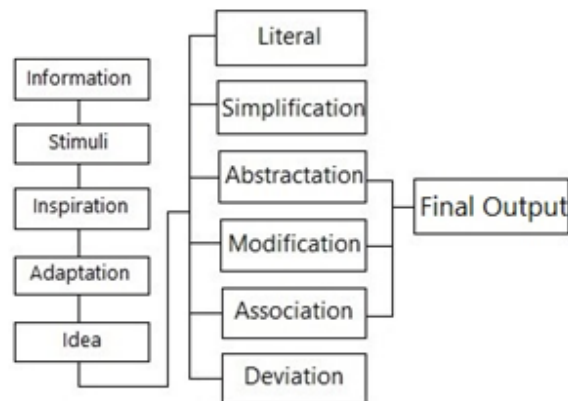 Information
Stimuli
Inspiration
Adaptation
Idea
Literal
Simplification
Abstractation
Modification
Association
Deviation
Final Output